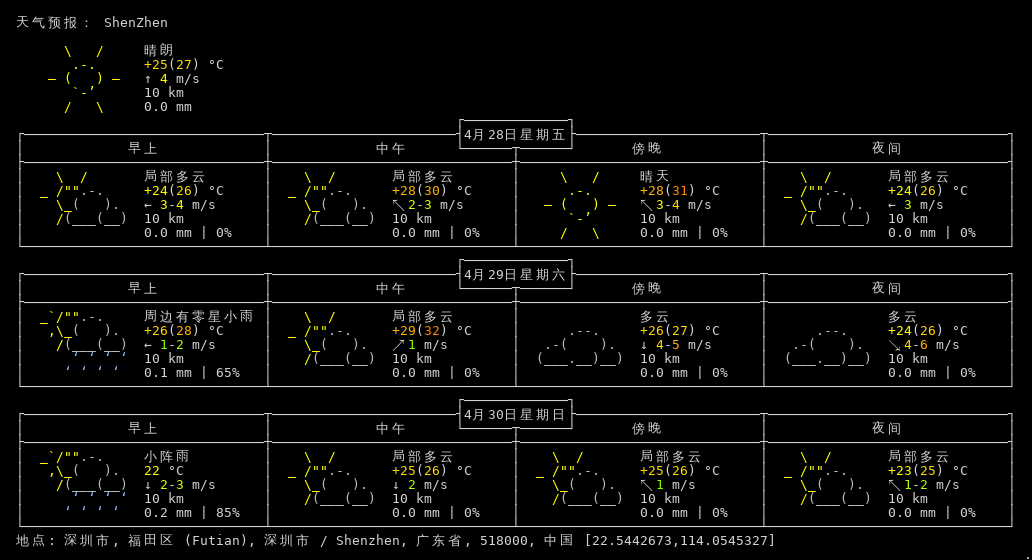 天气预报： ShenZhen
晴朗
+25(27) °C
↑ 4 m/s
10 km
0.0 mm
4月28日星期五
早上 中午 傍晚 夜间
局部多云 局部多云 晴天 局部多云
+24(26) °C +28(30) °C +28(31) °C +24(26) °C
← 3-4 m/s ↖ 2-3 m/s ↖ 3-4 m/s ← 3 m/s
10 km 10 km 10 km 10 km
0.0 mm | 0% 0.0 mm | 0% 0.0 mm | 0% 0.0 mm | 0%
4月29日星期六
早上 中午 傍晚 夜间
周边有零星小雨 局部多云 多云 多云
+26(28) °C +29(32) °C +26(27) °C +24(26) °C
← 1-2 m/s ↗ 1 m/s ↓ 4-5 m/s ↘ 4-6 m/s
10 km 10 km 10 km 10 km
0.1 mm | 65% 0.0 mm | 0% 0.0 mm | 0% 0.0 mm | 0%
4月30日星期日
早上 中午 傍晚 夜间
小阵雨 局部多云 局部多云 局部多云
22 °C +25(26) °C +25(26) °C +23(25) °C
↓ 2-3 m/s ↓ 2 m/s ↖ 1 m/s ↖ 1-2 m/s
10 km 10 km 10 km 10 km
0.2 mm | 85% 0.0 mm | 0% 0.0 mm | 0% 0.0 mm | 0%
地点: 深圳市, 福田区 (Futian), 深圳市 / Shenzhen, 广东省, 518000, 中国 [22.5442673,114.0545327]